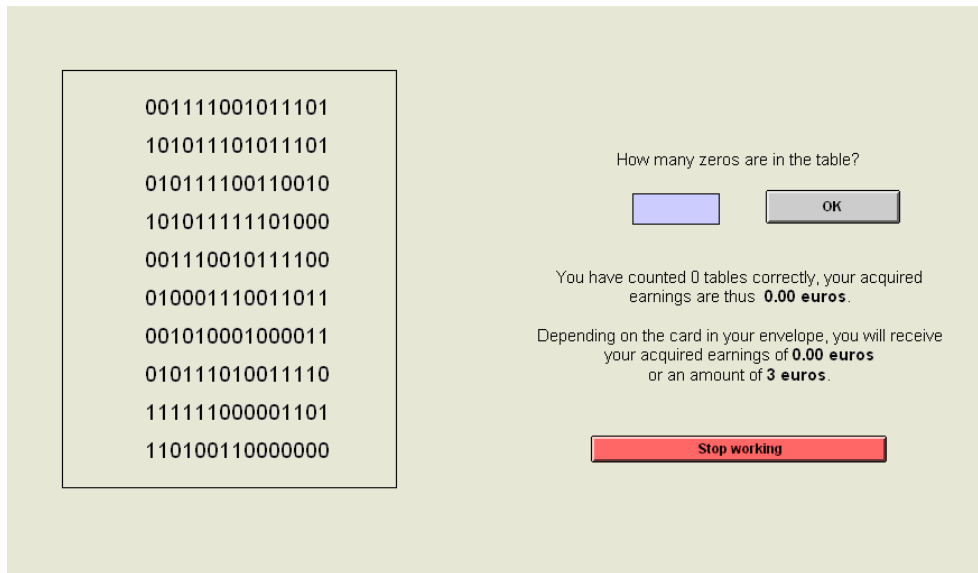 001111001011101
101011101011101
010111100110010
101011111101000
001110010111100
010001110011011
001010001000011
010111010011110
111111000001101
110100110000000
How many zeros are in the table?
OK
You have counted 0 tables correctly, your acquired
earnings are thus 0.00 euros.
Depending on the card in your envelope, you will receive
your acquired earnings of 0.00 euros
or an amount of 3 euros.
Stop working